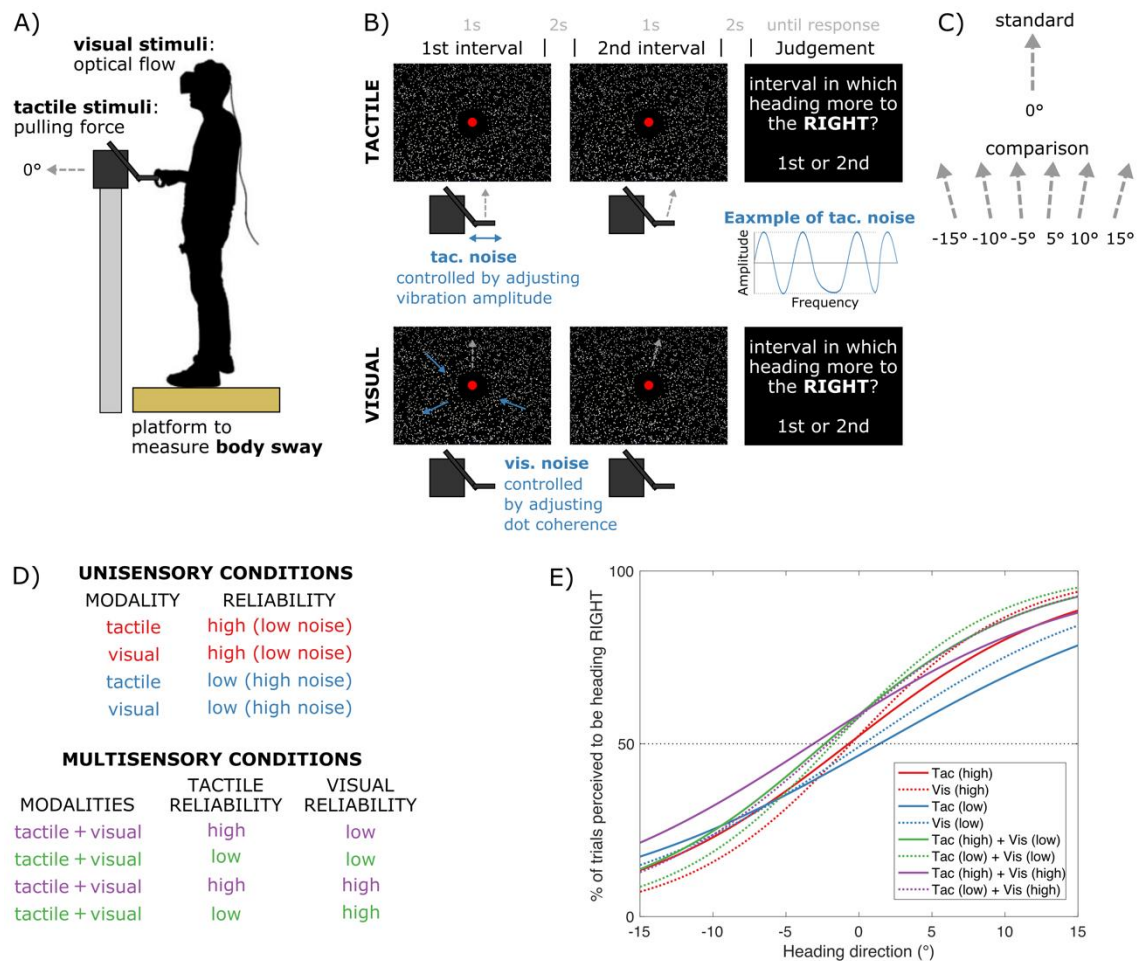 A)
visual stimuli:
optical flow
tactile stimuli:
pulling force
0°
platform to
measure body sway
B)
1s 2s 1s 2s until response
1st interval | | 2nd interval | | Judgement
TACTILE
interval in which
heading more to
the RIGHT?
1st or 2nd
tac. noise
controlled by adjusting
vibration amplitude
Eaxmple of tac. noise
Amplitude
Frequency
VISUAL
interval in which
heading more to
the RIGHT?
1st or 2nd
vis. noise
controlled
by adjusting
dot coherence
C)
standard
0°
comparison
-15° -10° -5° 5° 10° 15°
D)
UNISENSORY CONDITIONS
MODALITY RELIABILITY
tactile high (low noise)
visual high (low noise)
tactile low (high noise)
visual low (high noise)
MULTISENSORY CONDITIONS
MODALITIES TACTILE RELIABILITY VISUAL RELIABILITY
tactile + visual high low
tactile + visual low low
tactile + visual high high
tactile + visual low high
E)
% of trials perceived to be heading RIGHT
100
50
0
Tac (high)
Vis (high)
Tac (low)
Vis (low)
Tac (high) + Vis (low)
Tac (low) + Vis (low)
Tac (high) + Vis (high)
Tac (low) + Vis (high)
-15 -10 -5 0 5 10 15
Heading direction (°)